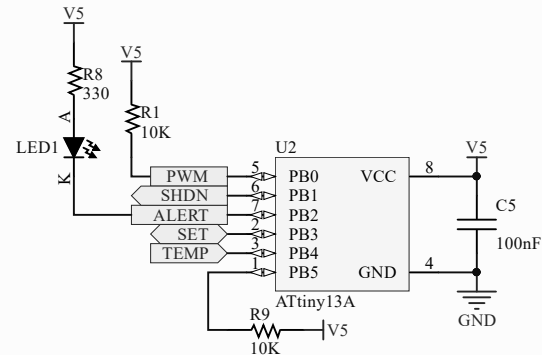 V5
R8
330
A
LED1
K
V5
R1
10K
U2
PWM 5 PB0 VCC 8
SHDN 6 PB1
ALERT 7 PB2
SET 2 PB3
TEMP 3 PB4
1 PB5 GND 4
ATtiny13A
R9
10K
V5
V5
C5
100nF
GND